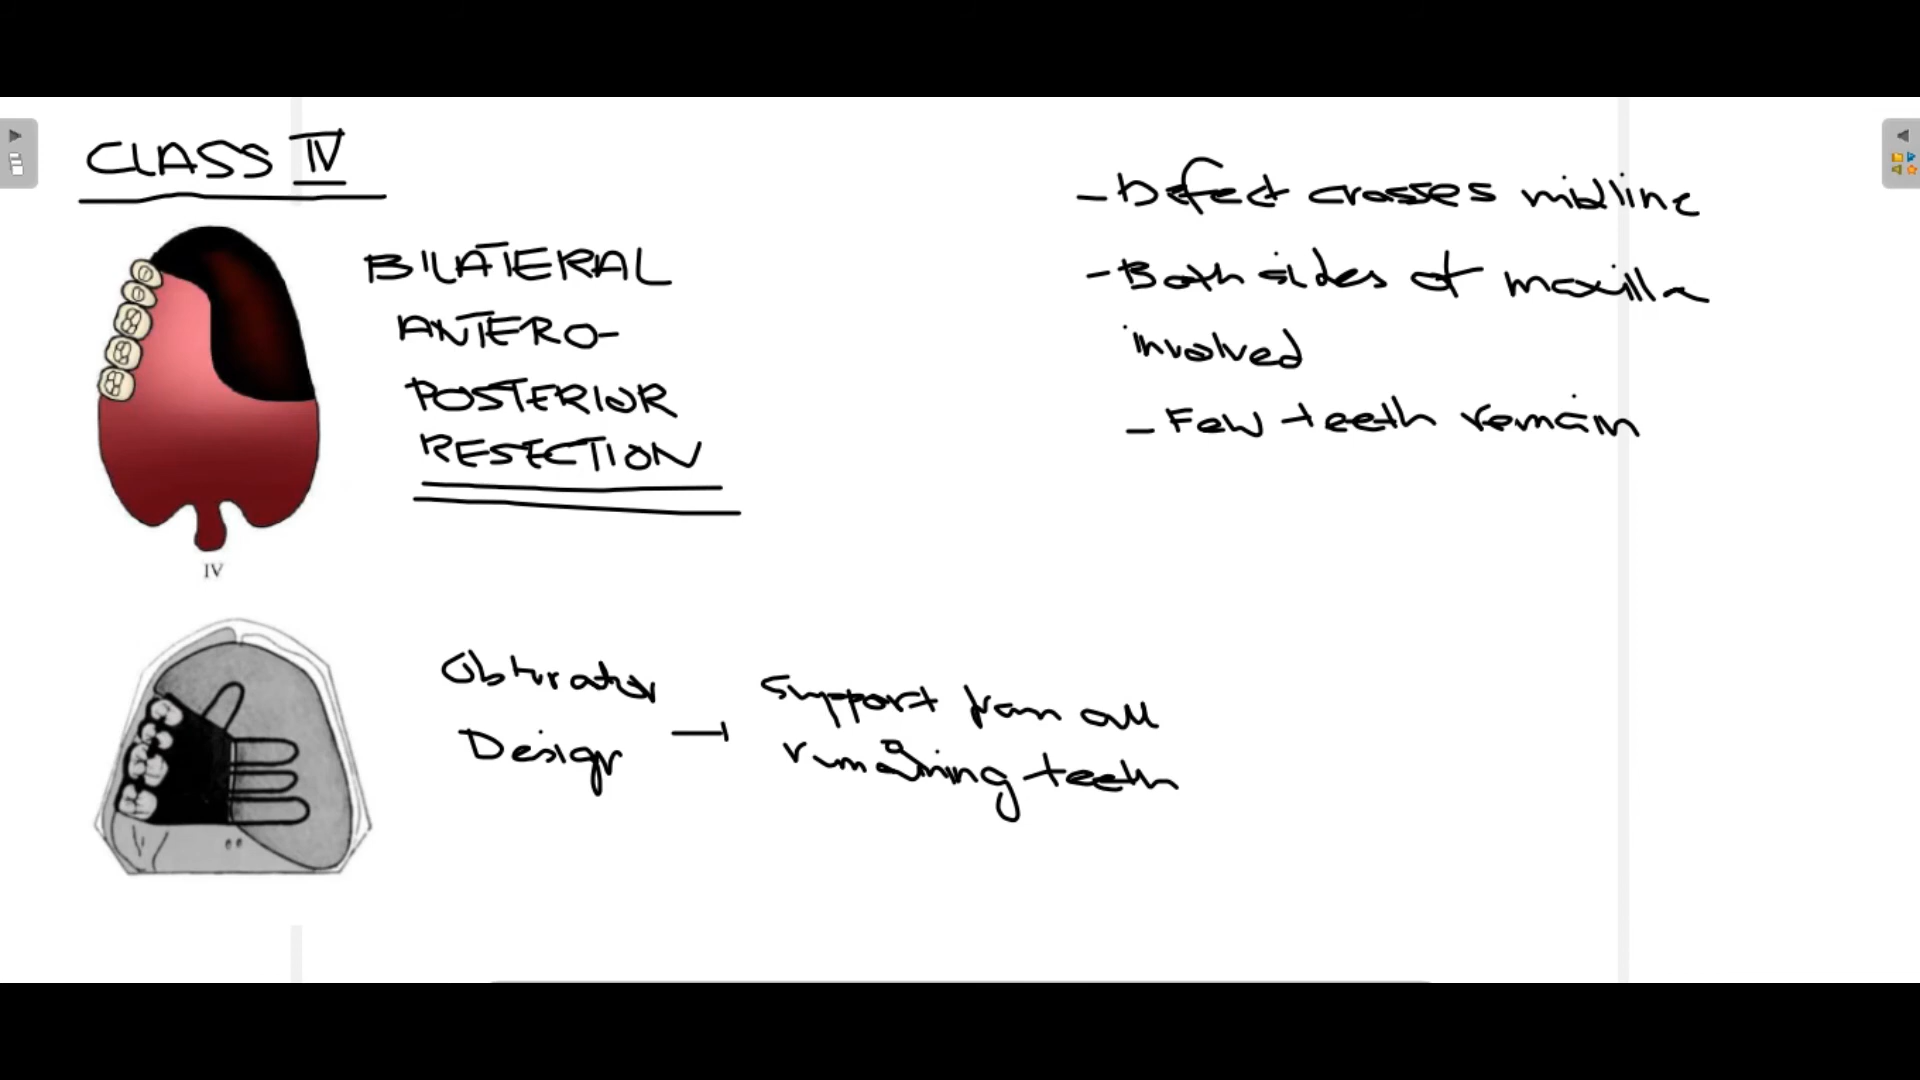 CLASS IV
BILATERAL
ANTERO-
POSTERIOR
RESECTION
IV
- Defect crosses midline
- Both sides of maxilla
involved
- Few teeth remain
Obturator
Design → support from all
remaining teeth